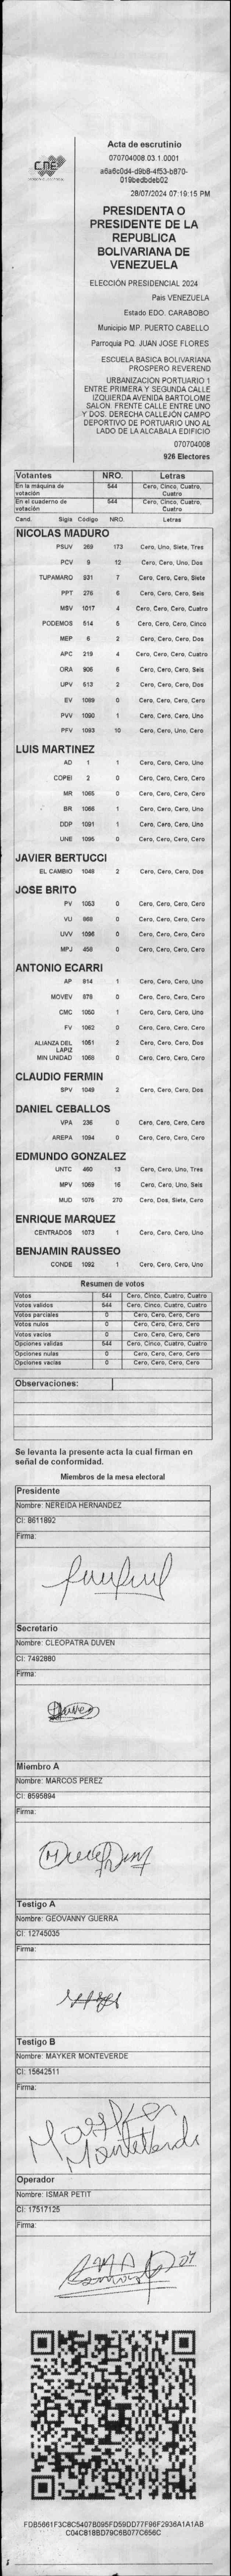 CNE
Acta de escrutinio
070704008.03.1.0001
a6a6c0d4-d9b8-4f53-b870-
019bedbdeb02
28/07/2024 07:19:15 PM
PRESIDENTA O
PRESIDENTE DE LA
REPUBLICA
BOLIVARIANA DE
VENEZUELA
ELECCIÓN PRESIDENCIAL 2024
Pais VENEZUELA
Estado EDO. CARABOBO
Municipio MP. PUERTO CABELLO
Parroquia PQ. JUAN JOSE FLORES
ESCUELA BASICA BOLIVARIANA
PROSPERO REVEREND
URBANIZACION PORTUARIO 1
ENTRE PRIMERA Y SEGUNDA CALLE
IZQUIERDA AVENIDA BARTOLOME
SALON. FRENTE CALLE ENTRE UNO
Y DOS. DERECHA CALLEJÓN CAMPO
DEPORTIVO DE PORTUARIO UNO AL
LADO DE LA ALCABALA EDIFICIO
070704008
926 Electores
Votantes NRO. Letras
En la máquina de votación 544 Cero, Cinco, Cuatro, Cuatro
En el cuaderno de votación 544 Cero, Cinco, Cuatro, Cuatro
Cand. Sigla Código NRO. Letras
NICOLAS MADURO
PSUV 269 173 Cero, Uno, Siete, Tres
PCV 9 12 Cero, Cero, Uno, Dos
TUPAMARO 931 7 Cero, Cero, Cero, Siete
PPT 276 6 Cero, Cero, Cero, Seis
MSV 1017 4 Cero, Cero, Cero, Cuatro
PODEMOS 514 5 Cero, Cero, Cero, Cinco
MEP 6 2 Cero, Cero, Cero, Dos
APC 219 4 Cero, Cero, Cero, Cuatro
ORA 906 6 Cero, Cero, Cero, Seis
UPV 513 2 Cero, Cero, Cero, Dos
EV 1089 0 Cero, Cero, Cero, Cero
PVV 1090 1 Cero, Cero, Cero, Uno
PFV 1093 10 Cero, Cero, Uno, Cero
LUIS MARTINEZ
AD 1 1 Cero, Cero, Cero, Uno
COPEI 2 0 Cero, Cero, Cero, Cero
MR 1065 0 Cero, Cero, Cero, Cero
BR 1066 1 Cero, Cero, Cero, Uno
DDP 1091 1 Cero, Cero, Cero, Uno
UNE 1095 0 Cero, Cero, Cero, Cero
JAVIER BERTUCCI
EL CAMBIO 1048 2 Cero, Cero, Cero, Dos
JOSE BRITO
PV 1053 0 Cero, Cero, Cero, Cero
VU 868 0 Cero, Cero, Cero, Cero
UVV 1096 0 Cero, Cero, Cero, Cero
MPJ 458 0 Cero, Cero, Cero, Cero
ANTONIO ECARRI
AP 814 1 Cero, Cero, Cero, Uno
MOVEV 878 0 Cero, Cero, Cero, Cero
CMC 1050 1 Cero, Cero, Cero, Uno
FV 1062 0 Cero, Cero, Cero, Cero
ALIANZA DEL LAPIZ 1051 2 Cero, Cero, Cero, Dos
MIN UNIDAD 1068 0 Cero, Cero, Cero, Cero
CLAUDIO FERMIN
SPV 1049 2 Cero, Cero, Cero, Dos
DANIEL CEBALLOS
VPA 236 0 Cero, Cero, Cero, Cero
AREPA 1094 0 Cero, Cero, Cero, Cero
EDMUNDO GONZALEZ
UNTC 460 13 Cero, Cero, Uno, Tres
MPV 1069 16 Cero, Cero, Uno, Seis
MUD 1075 270 Cero, Dos, Siete, Cero
ENRIQUE MARQUEZ
CENTRADOS 1073 1 Cero, Cero, Cero, Uno
BENJAMIN RAUSSEO
CONDE 1092 1 Cero, Cero, Cero, Uno
Resumen de votos
Votos 544 Cero, Cinco, Cuatro, Cuatro
Votos validos 544 Cero, Cinco, Cuatro, Cuatro
Votos parciales 0 Cero, Cero, Cero, Cero
Votos nulos 0 Cero, Cero, Cero, Cero
Votos vacios 0 Cero, Cero, Cero, Cero
Opciones validas 544 Cero, Cinco, Cuatro, Cuatro
Opciones nulas 0 Cero, Cero, Cero, Cero
Opciones vacias 0 Cero, Cero, Cero, Cero
Observaciones:
Se levanta la presente acta la cual firman en
señal de conformidad.
Miembros de la mesa electoral
Presidente
Nombre: NEREIDA HERNANDEZ
CI: 8611892
Firma:
Secretario
Nombre: CLEOPATRA DUVEN
CI: 7492880
Firma:
Duven
Miembro A
Nombre: MARCOS PEREZ
CI: 8595894
Firma:
Testigo A
Nombre: GEOVANNY GUERRA
CI: 12745035
Firma:
Testigo B
Nombre: MAYKER MONTEVERDE
CI: 15642511
Firma:
Mayker
Monteverde
Operador
Nombre: ISMAR PETIT
CI: 17517125
Firma:
FDB5661F3C8C5407B095FD59DD77F96F2936A1A1AB
C04C818BD79C6B077C656C